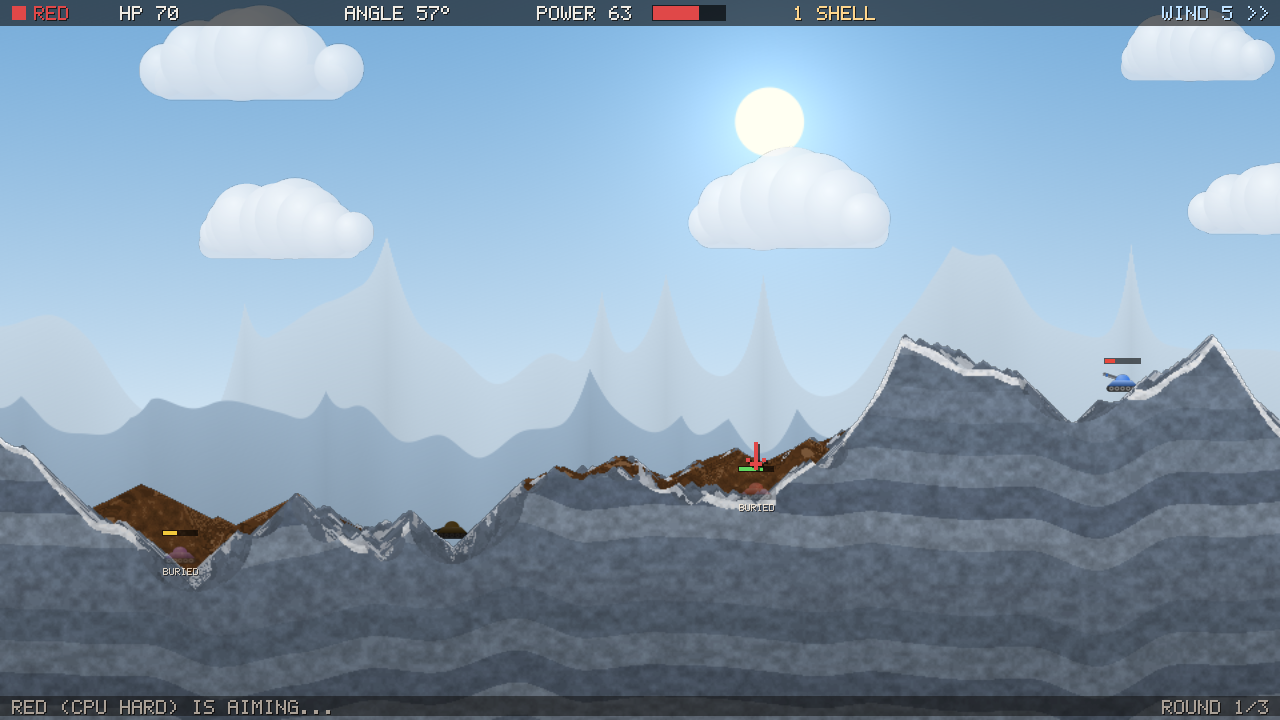 RED HP 70 ANGLE 57° POWER 63 1 SHELL WIND 5 >>
BURIED
BURIED
RED (CPU HARD) IS AIMING... ROUND 1/3